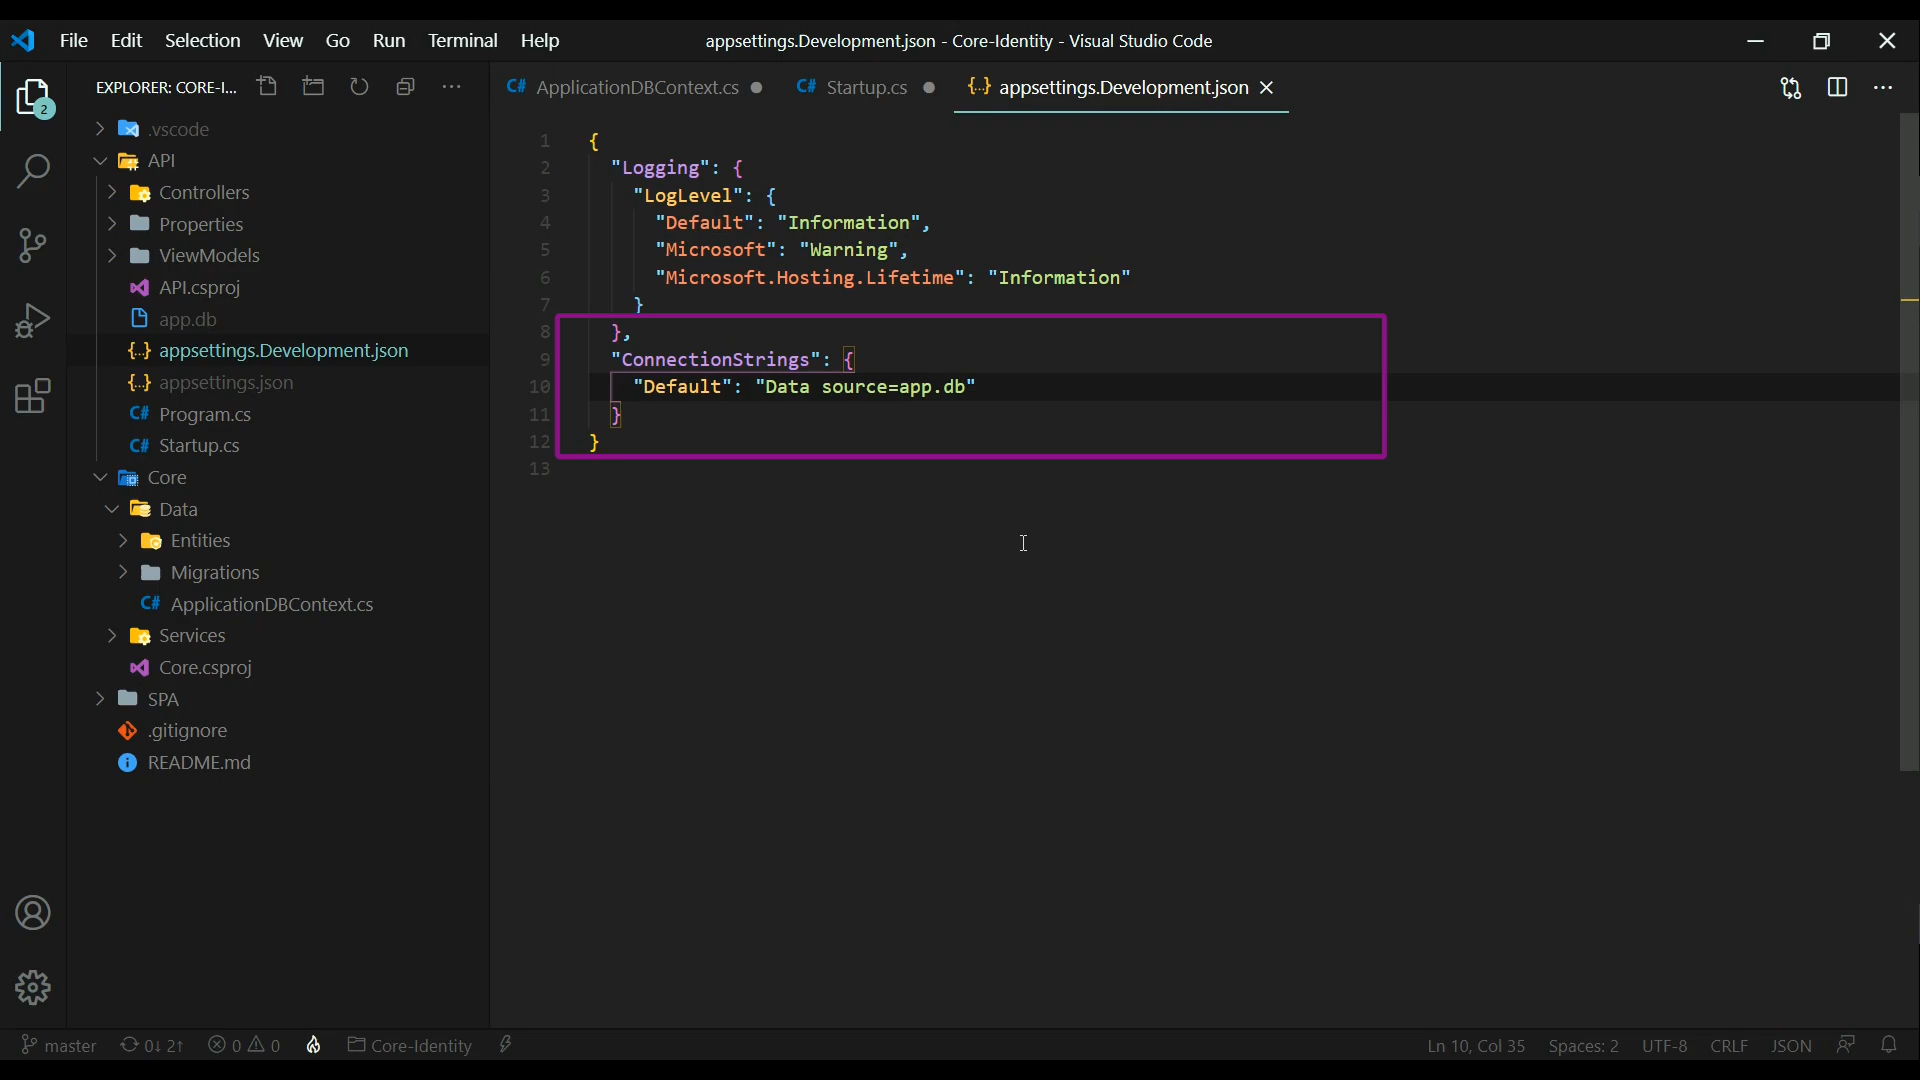 File Edit Selection View Go Run Terminal Help
appsettings.Development.json - Core-Identity - Visual Studio Code
2
EXPLORER: CORE-I...
.vscode
API
Controllers
Properties
ViewModels
API.csproj
app.db
{..} appsettings.Development.json
{..} appsettings.json
C# Program.cs
C# Startup.cs
Core
Data
Entities
Migrations
C# ApplicationDBContext.cs
Services
Core.csproj
SPA
.gitignore
README.md
C# ApplicationDBContext.cs
C# Startup.cs
{..} appsettings.Development.json
1 {
2 "Logging": {
3 "LogLevel": {
4 "Default": "Information",
5 "Microsoft": "Warning",
6 "Microsoft.Hosting.Lifetime": "Information"
7 }
8 },
9 "ConnectionStrings": {
10 "Default": "Data source=app.db"
11 }
12 }
13
master 0↓ 2↑ 0 0 Core-Identity
Ln 10, Col 35 Spaces: 2 UTF-8 CRLF JSON